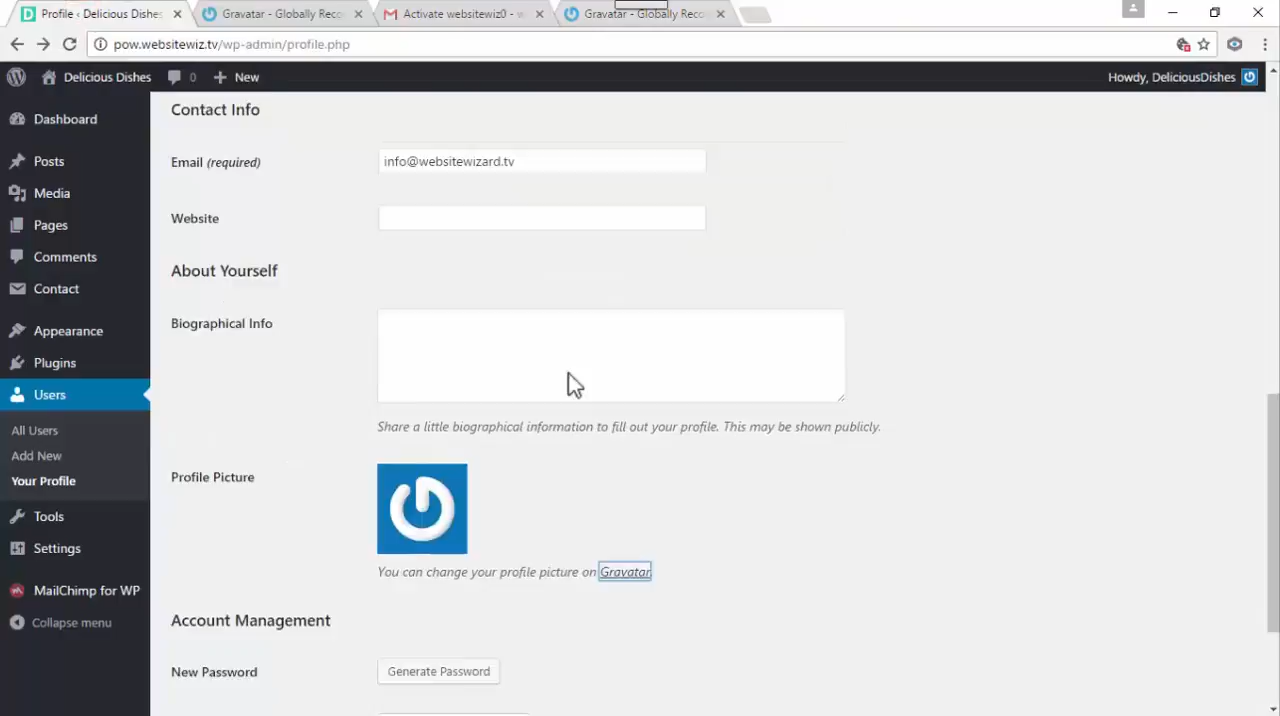 Profile ‹ Delicious Dishes
Gravatar - Globally Reco
Activate websitewiz0 - w
Gravatar - Globally Reco
pow.websitewiz.tv/wp-admin/profile.php
Delicious Dishes
0
New
Howdy, DeliciousDishes
Dashboard
Posts
Media
Pages
Comments
Contact
Appearance
Plugins
Users
All Users
Add New
Your Profile
Tools
Settings
MailChimp for WP
Collapse menu
Contact Info
Email (required)
info@websitewizard.tv
Website
About Yourself
Biographical Info
Share a little biographical information to fill out your profile. This may be shown publicly.
Profile Picture
You can change your profile picture on Gravatar.
Account Management
New Password
Generate Password